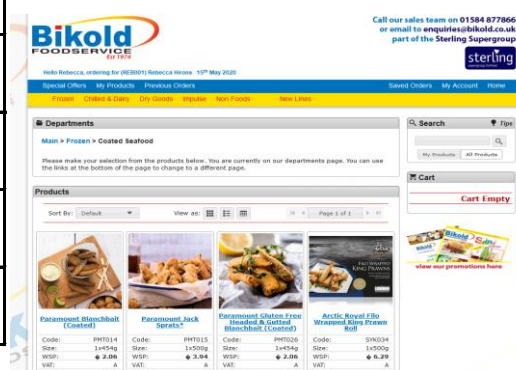 Bikold
FOODSERVICE
Est 1974
Call our sales team on 01584 877866
or email to enquiries@bikold.co.uk
part of the Sterling Supergroup
sterling
Hello Rebecca, ordering for (REB001) Rebecca Hirons 15th May 2020
Special Offers My Products Previous Orders Saved Orders My Account Home
Frozen Chilled & Dairy Dry Goods Impulse Non Foods New Lines
Departments
Main > Frozen > Coated Seafood
Please make your selection from the products below. You are currently on our departments page. You can use
the links at the bottom of the page to change to a different page.
Search Tips
My Products All Products
Cart
Cart Empty
Products
Sort By: Default View as: Page 1 of 1
Bikold
view our promotions here
KING PRAWNS
Paramount Blanchbait
(Coated)
Code: PMT014
Size: 1x454g
WSP: � 2.06
VAT: A
Paramount Jack
Sprats*
Code: PMT015
Size: 1x500g
WSP: � 3.94
VAT: A
Paramount Gluten Free
Headed & Gutted
Blanchbait (Coated)
Code: PMT026
Size: 1x454g
WSP: � 2.06
VAT: A
Arctic Royal Filo
Wrapped King Prawn
Roll
Code: SYK034
Size: 1x500g
WSP: � 6.29
VAT: A